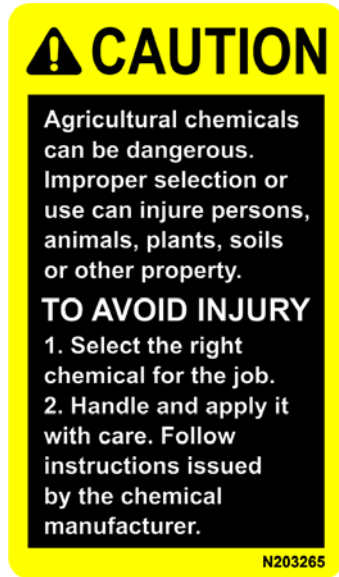 CAUTION
Agricultural chemicals
can be dangerous.
Improper selection or
use can injure persons,
animals, plants, soils
or other property.
TO AVOID INJURY
1. Select the right
chemical for the job.
2. Handle and apply it
with care. Follow
instructions issued
by the chemical
manufacturer.
N203265